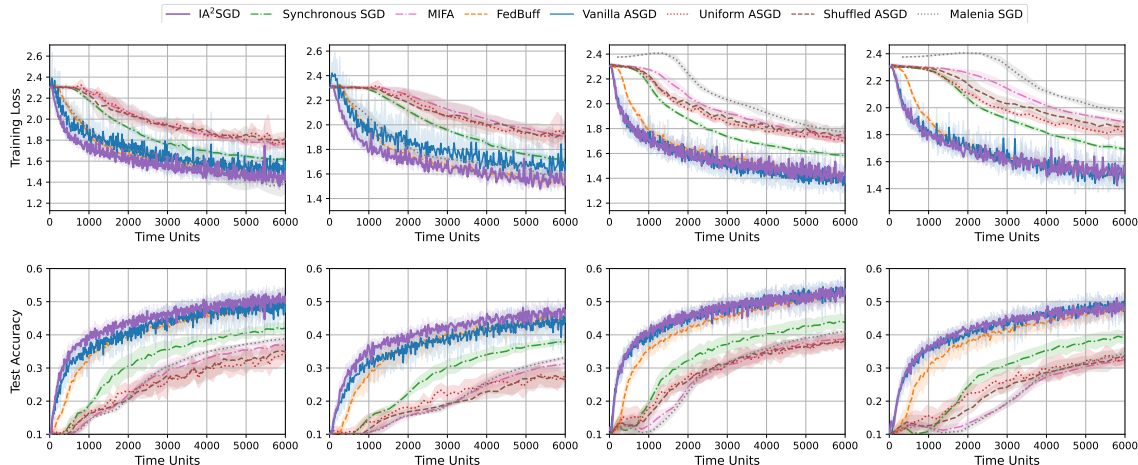 IA²SGD Synchronous SGD MIFA FedBuff Vanilla ASGD Uniform ASGD Shuffled ASGD Malenia SGD
Training Loss
2.6
2.4
2.2
2.0
1.8
1.6
1.4
1.2
0 1000 2000 3000 4000 5000 6000
Time Units
2.6
2.4
2.2
2.0
1.8
1.6
1.4
0 1000 2000 3000 4000 5000 6000
Time Units
2.4
2.2
2.0
1.8
1.6
1.4
1.2
0 1000 2000 3000 4000 5000 6000
Time Units
2.4
2.2
2.0
1.8
1.6
1.4
0 1000 2000 3000 4000 5000 6000
Time Units
Test Accuracy
0.6
0.5
0.4
0.3
0.2
0.1
0 1000 2000 3000 4000 5000 6000
Time Units
0.6
0.5
0.4
0.3
0.2
0.1
0 1000 2000 3000 4000 5000 6000
Time Units
0.6
0.5
0.4
0.3
0.2
0.1
0 1000 2000 3000 4000 5000 6000
Time Units
0.6
0.5
0.4
0.3
0.2
0.1
0 1000 2000 3000 4000 5000 6000
Time Units